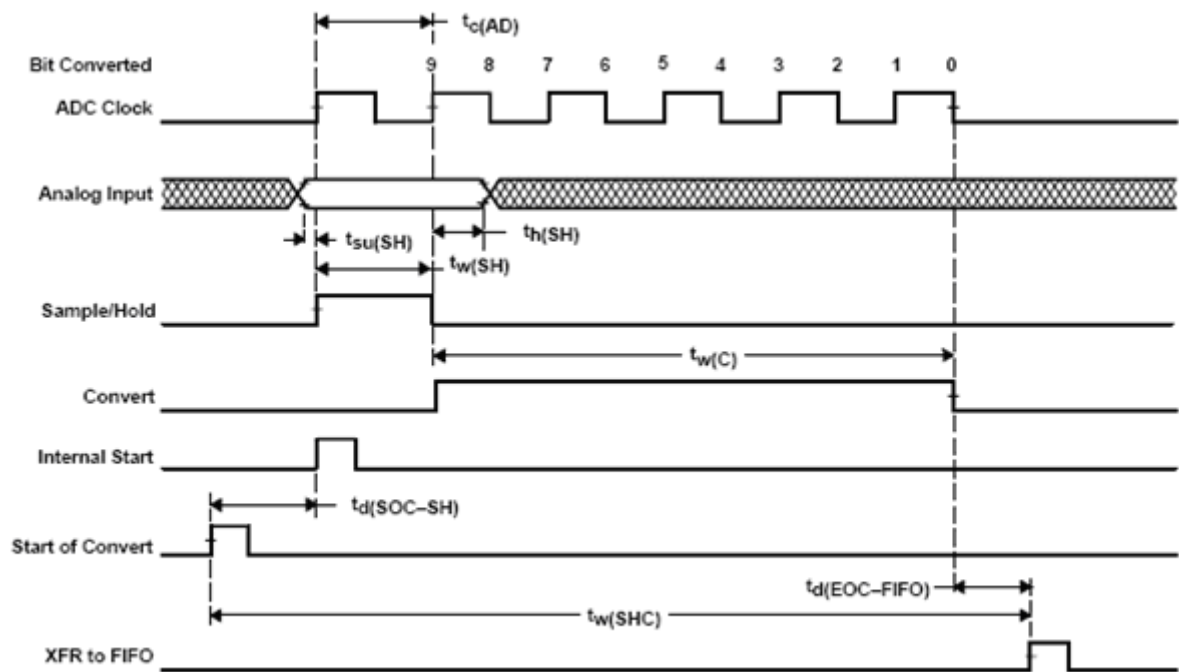 tc(AD)
Bit Converted 9 8 7 6 5 4 3 2 1 0
ADC Clock
Analog Input
tsu(SH) th(SH)
tw(SH)
Sample/Hold
tw(C)
Convert
Internal Start
td(SOC–SH)
Start of Convert
td(EOC–FIFO)
tw(SHC)
XFR to FIFO